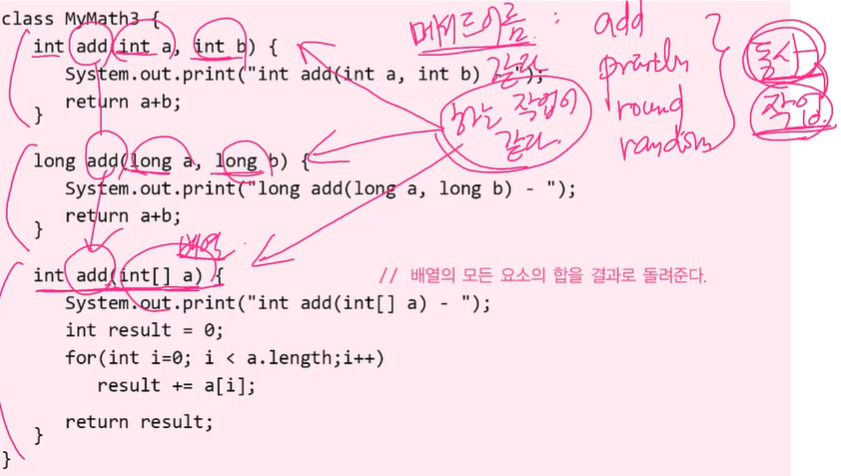 class MyMath3 {
메서드이름 : add
int add(int a, int b) {
같다
println
동사
System.out.print("int add(int a, int b) - ");
하는 작업이
같다
round
작업
return a+b;
random
}
long add(long a, long b) {
System.out.print("long add(long a, long b) - ");
return a+b;
}
배열
int add(int[] a) { // 배열의 모든 요소의 합을 결과로 돌려준다.
System.out.print("int add(int[] a) - ");
int result = 0;
for(int i=0; i < a.length;i++)
result += a[i];
return result;
}
}